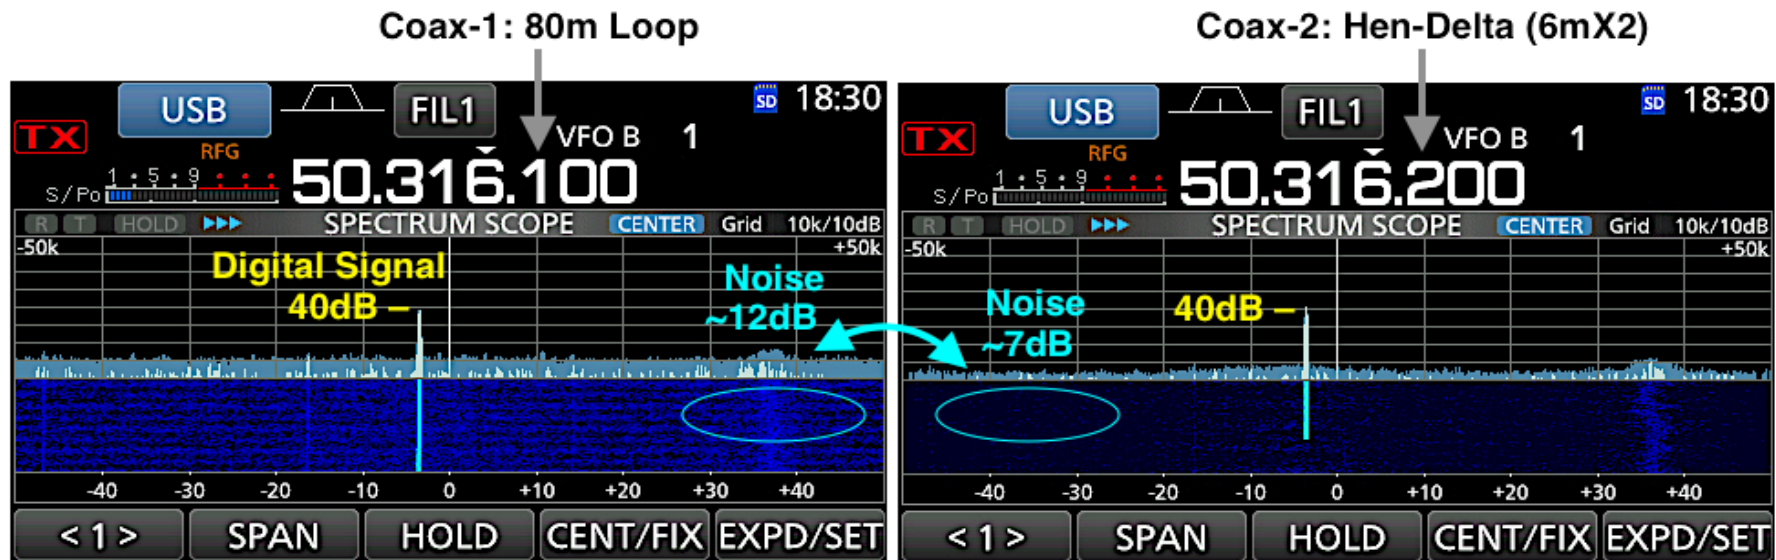 Coax-1: 80m Loop
USB
FIL1
SD
18:30
TX
RFG
VFO B
1
S/Po
1 • 5 • 9 • • •
50.316.100
R T HOLD SPECTRUM SCOPE CENTER Grid 10k/10dB
-50k
+50k
Digital Signal
40dB –
Noise
~12dB
-40 -30 -20 -10 0 +10 +20 +30 +40
< 1 > SPAN HOLD CENT/FIX EXPD/SET
Coax-2: Hen-Delta (6mX2)
USB
FIL1
SD
18:30
TX
RFG
VFO B
1
S/Po
1 • 5 • 9 • • •
50.316.200
R T HOLD SPECTRUM SCOPE CENTER Grid 10k/10dB
-50k
+50k
Noise
~7dB
40dB –
-40 -30 -20 -10 0 +10 +20 +30 +40
< 1 > SPAN HOLD CENT/FIX EXPD/SET